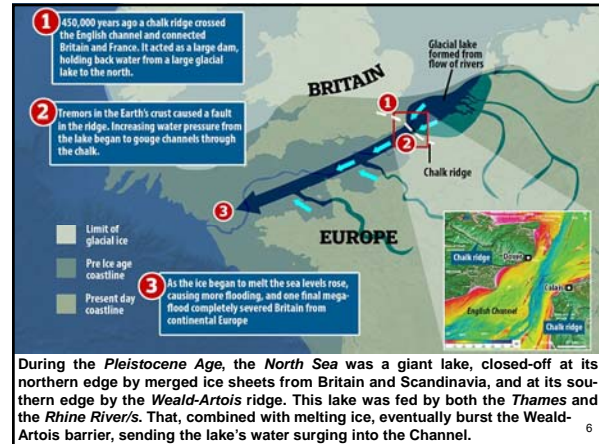 1
450,000 years ago a chalk ridge crossed
the English channel and connected
Britain and France. It acted as a large dam,
holding back water from a large glacial
lake to the north.
2
Tremors in the Earth's crust caused a fault
in the ridge. Increasing water pressure from
the lake began to gouge channels through
the chalk.
BRITAIN
Glacial lake
formed from
flow of rivers
1
2
Chalk ridge
3
EUROPE
Limit of
glacial ice
Pre Ice age
coastline
Present day
coastline
3
As the ice began to melt the sea levels rose,
causing more flooding, and one final mega-
flood completely severed Britain from
continental Europe
Chalk ridge
Dover
Calais
English Channel
Chalk ridge
During the Pleistocene Age, the North Sea was a giant lake, closed-off at its
northern edge by merged ice sheets from Britain and Scandinavia, and at its sou-
thern edge by the Weald-Artois ridge. This lake was fed by both the Thames and
the Rhine River/s. That, combined with melting ice, eventually burst the Weald-
Artois barrier, sending the lake's water surging into the Channel.
6